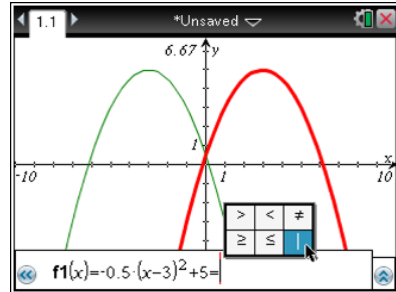 1.1 *Unsaved
6.67 y
1
x
-10 1 10
> < ≠
≥ ≤ |
f1(x)=-0.5·(x-3)²+5=